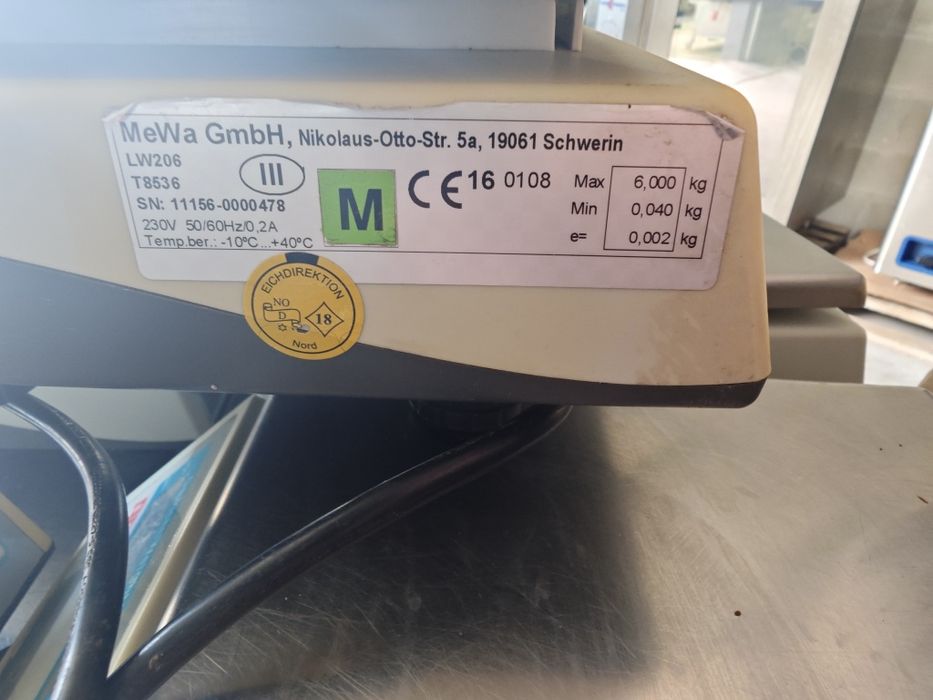 MeWa GmbH, Nikolaus-Otto-Str. 5a, 19061 Schwerin
LW206
T8536
III
SN: 11156-0000478
230V 50/60Hz/0,2A
Temp.ber.: -10ºC...+40ºC
M
CE 16 0108
Max 6,000 kg
Min 0,040 kg
e= 0,002 kg
EICHDIREKTION
NO
D
18
Nord